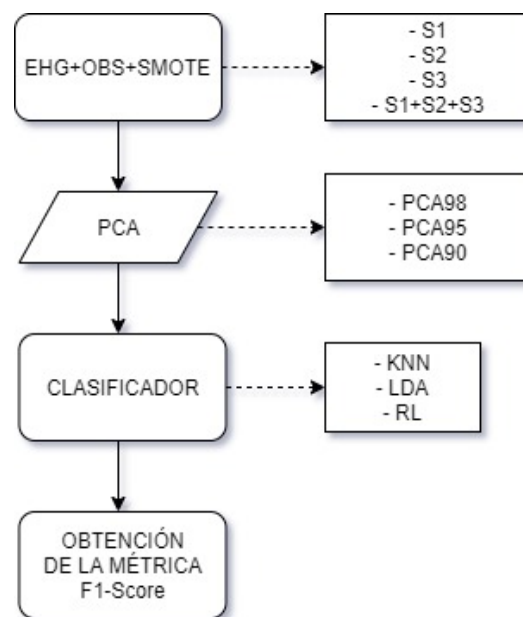 EHG+OBS+SMOTE
- S1
- S2
- S3
- S1+S2+S3
PCA
- PCA98
- PCA95
- PCA90
CLASIFICADOR
- KNN
- LDA
- RL
OBTENCIÓN
DE LA MÉTRICA
F1-Score